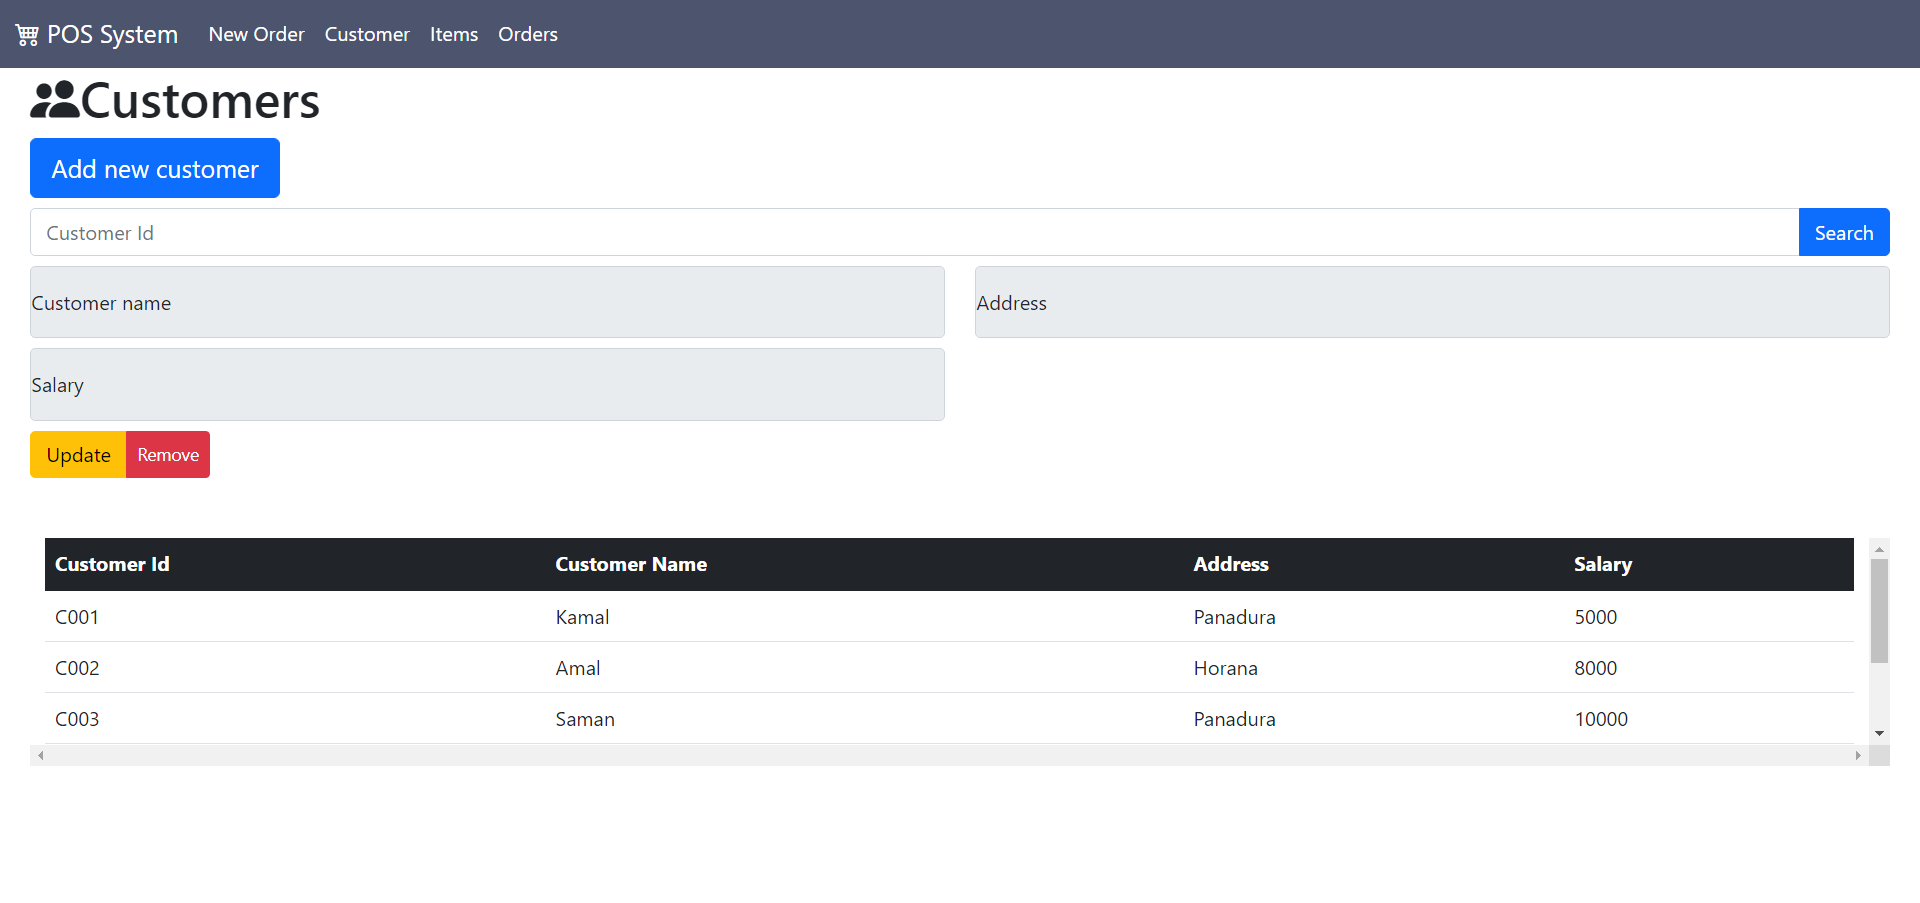 POS System New Order Customer Items Orders
Customers
Add new customer
Customer Id Search
Customer name Address
Salary
Update Remove
Customer Id Customer Name Address Salary
C001 Kamal Panadura 5000
C002 Amal Horana 8000
C003 Saman Panadura 10000